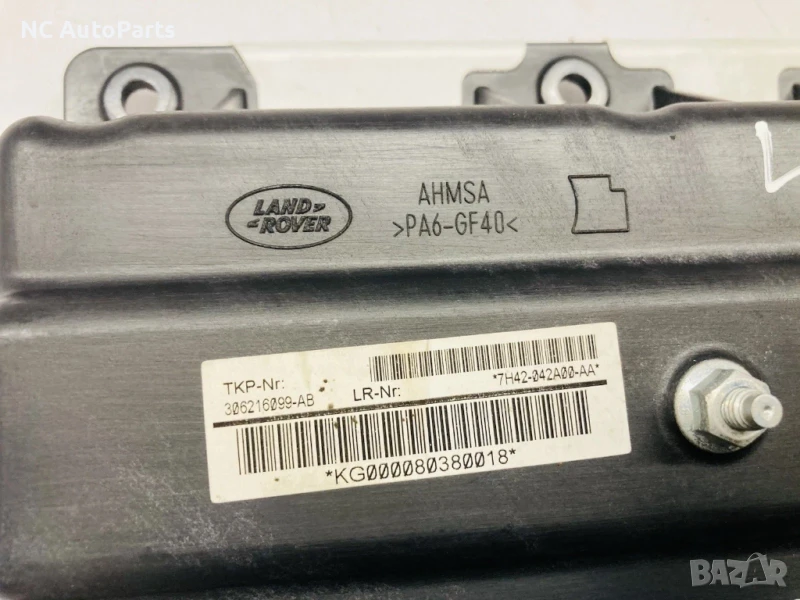 NC AutoParts
LAND
ROVER
AHMSA
>PA6-GF40<
TKP-Nr:
306216099-AB
LR-Nr:
*7H42-042A00-AA*
*KG000080380018*
BAZAR